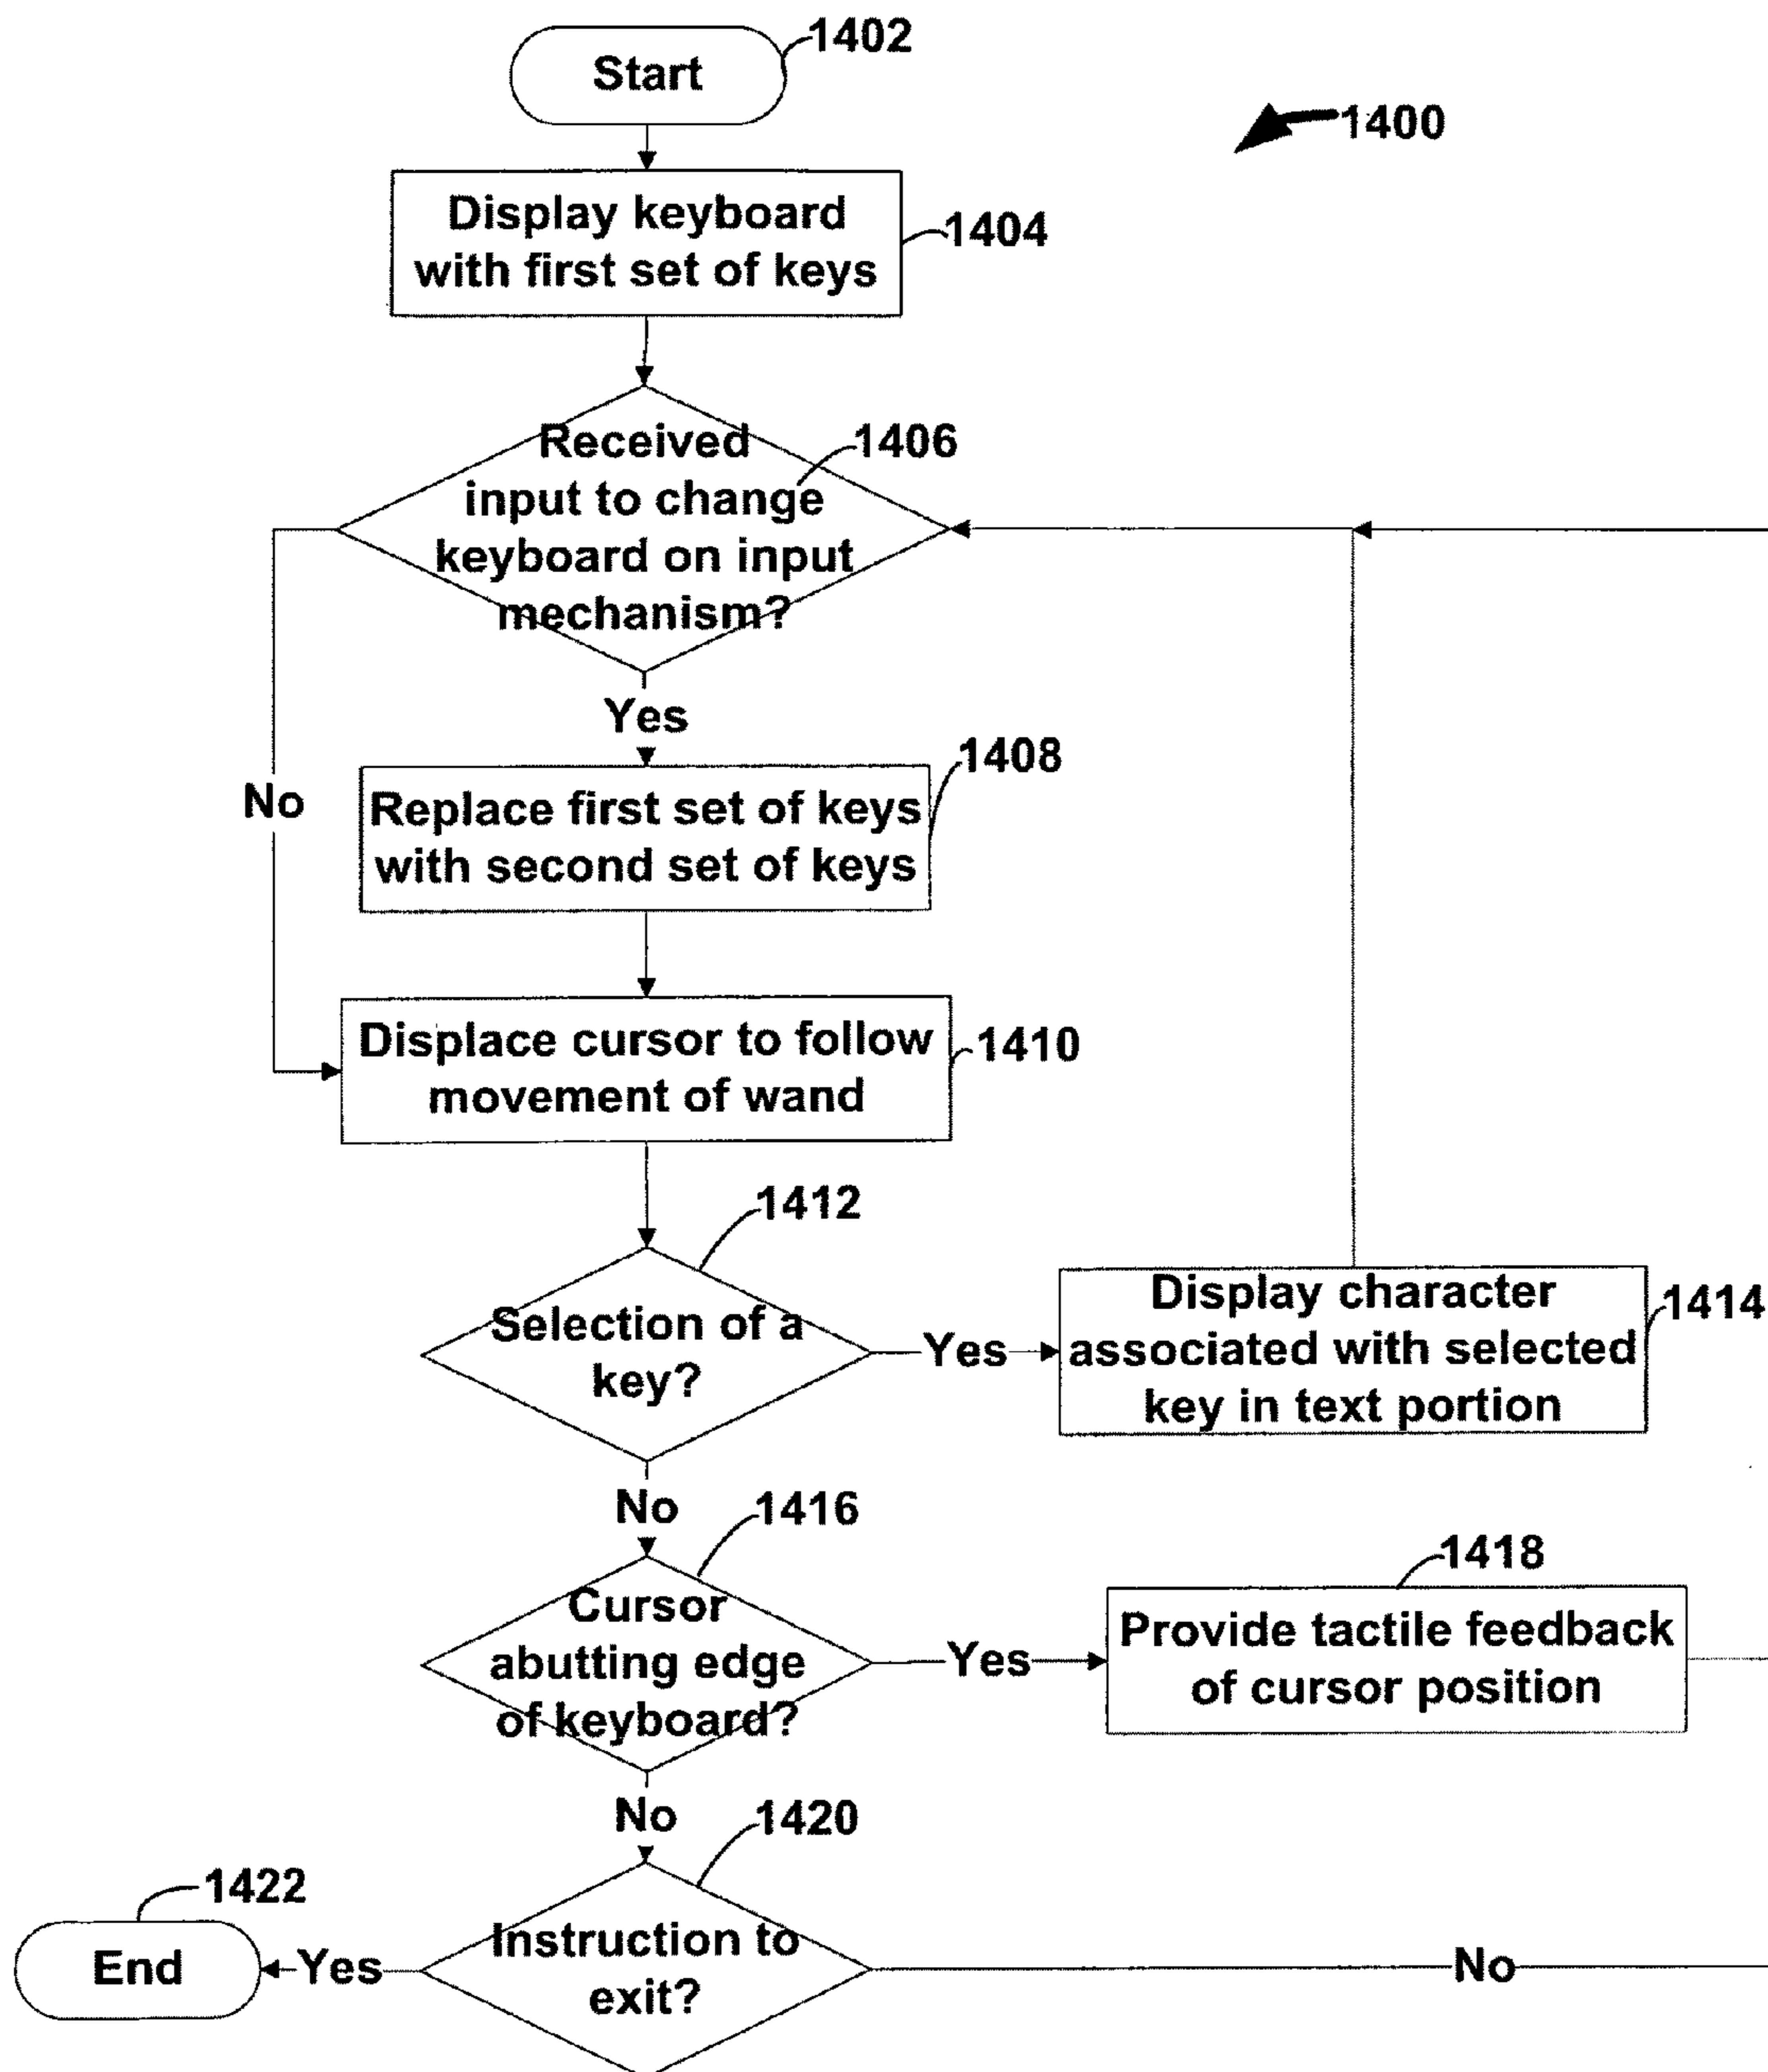 1402
Start
1400
Display keyboard
with first set of keys
1404
Received
input to change
keyboard on input
mechanism?
1406
Yes
No
1408
Replace first set of keys
with second set of keys
Displace cursor to follow
movement of wand
1410
1412
Selection of a
key?
Yes
Display character
associated with selected
key in text portion
1414
No
1416
Cursor
abutting edge
of keyboard?
Yes
1418
Provide tactile feedback
of cursor position
No
1420
Instruction to
exit?
1422
End
Yes
No